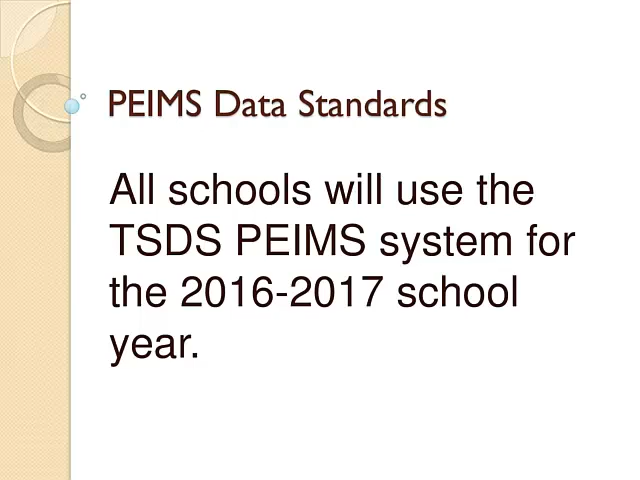 PEIMS Data Standards
All schools will use the
TSDS PEIMS system for
the 2016-2017 school
year.